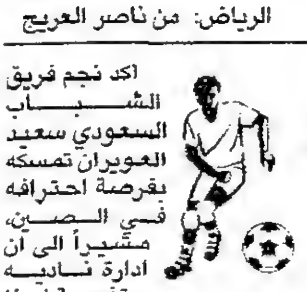 الرياض: من ناصر العريج
اكد نجم فريق
الشباب
السعودي سعيد
العويران تمسكه
بفرصة احترافه
في الصين،
مشيراً الى ان
ادارة ناديه